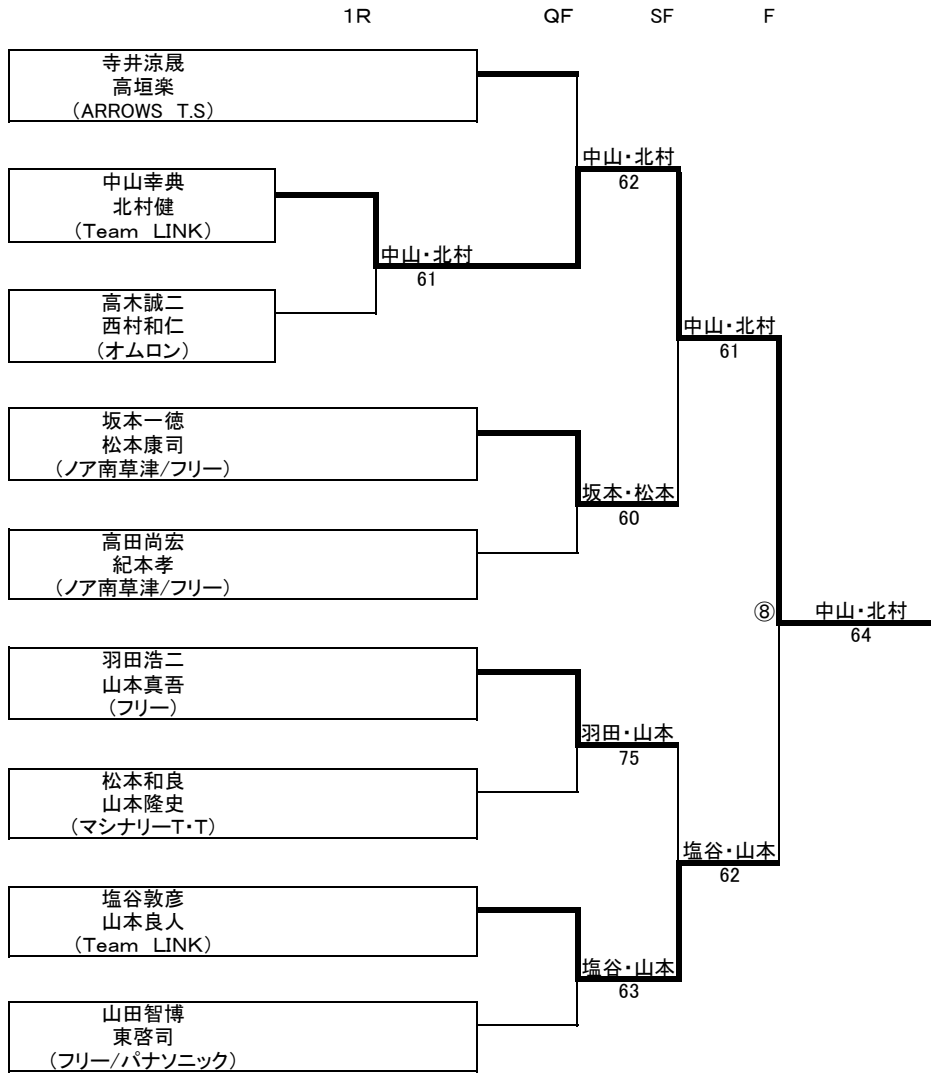 1R QF SF F
寺井涼晟
高垣楽
(ARROWS T.S)
中山・北村
62
中山幸典
北村健
(Team LINK)
中山・北村
61
高木誠二
西村和仁
(オムロン)
中山・北村
61
坂本一徳
松本康司
(ノア南草津/フリー)
坂本・松本
60
高田尚宏
紀本孝
(ノア南草津/フリー)
⑧ 中山・北村
64
羽田浩二
山本真吾
(フリー)
羽田・山本
75
松本和良
山本隆史
(マシナリーT・T)
塩谷・山本
62
塩谷敦彦
山本良人
(Team LINK)
塩谷・山本
63
山田智博
東啓司
(フリー/パナソニック)